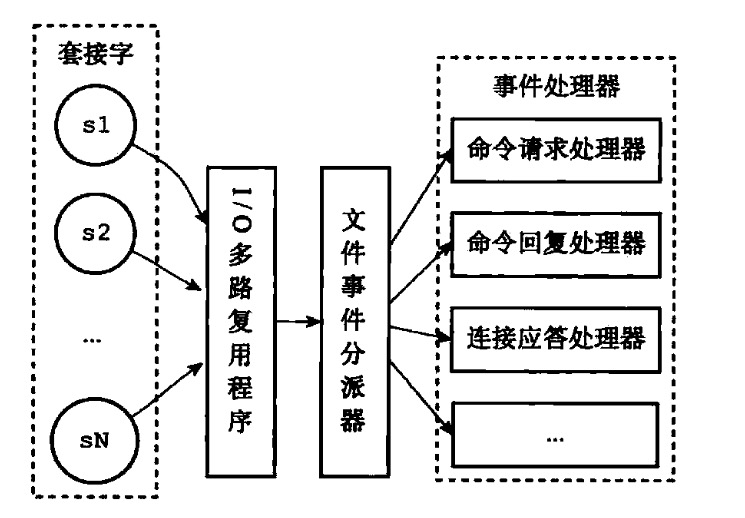 套接字
s1
s2
...
sN
I/O多路复用程序
文件事件分派器
事件处理器
命令请求处理器
命令回复处理器
连接应答处理器
...